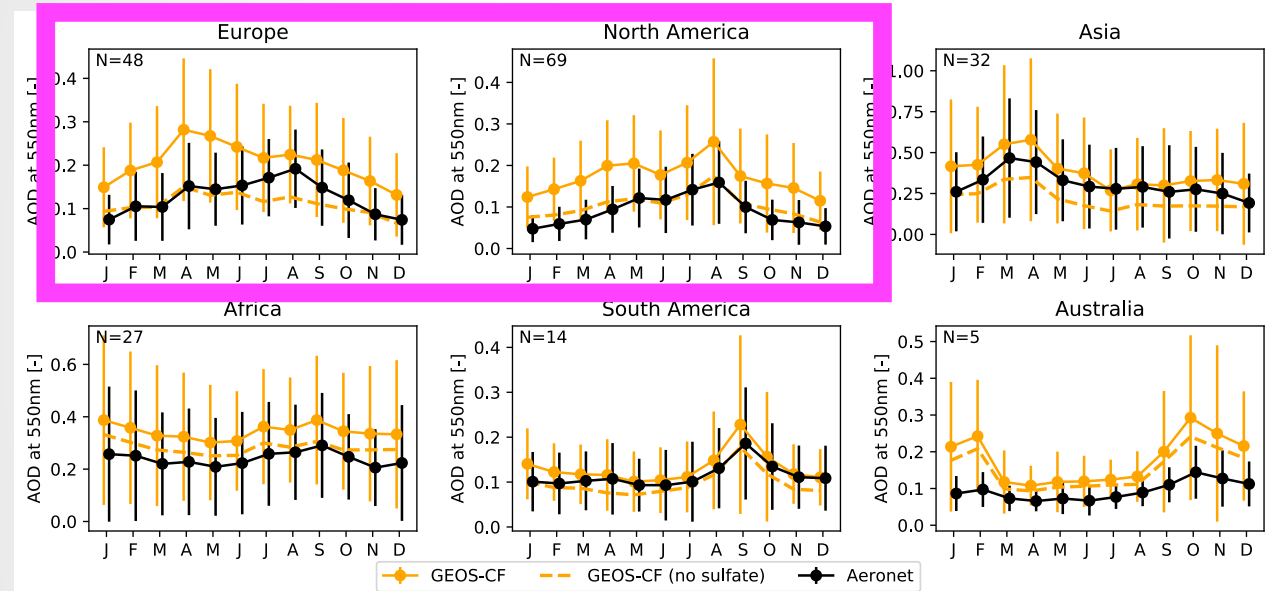 Europe
N=48
AOD at 550nm [-]
0.4
0.3
0.2
0.1
0.0
J F M A M J J A S O N D
North America
N=69
AOD at 550nm [-]
0.4
0.3
0.2
0.1
0.0
J F M A M J J A S O N D
Asia
N=32
AOD at 550nm [-]
1.00
0.75
0.50
0.25
0.00
J F M A M J J A S O N D
Africa
N=27
AOD at 550nm [-]
0.6
0.4
0.2
0.0
J F M A M J J A S O N D
South America
N=14
AOD at 550nm [-]
0.4
0.3
0.2
0.1
0.0
J F M A M J J A S O N D
Australia
N=5
AOD at 550nm [-]
0.5
0.4
0.3
0.2
0.1
0.0
J F M A M J J A S O N D
GEOS-CF GEOS-CF (no sulfate) Aeronet